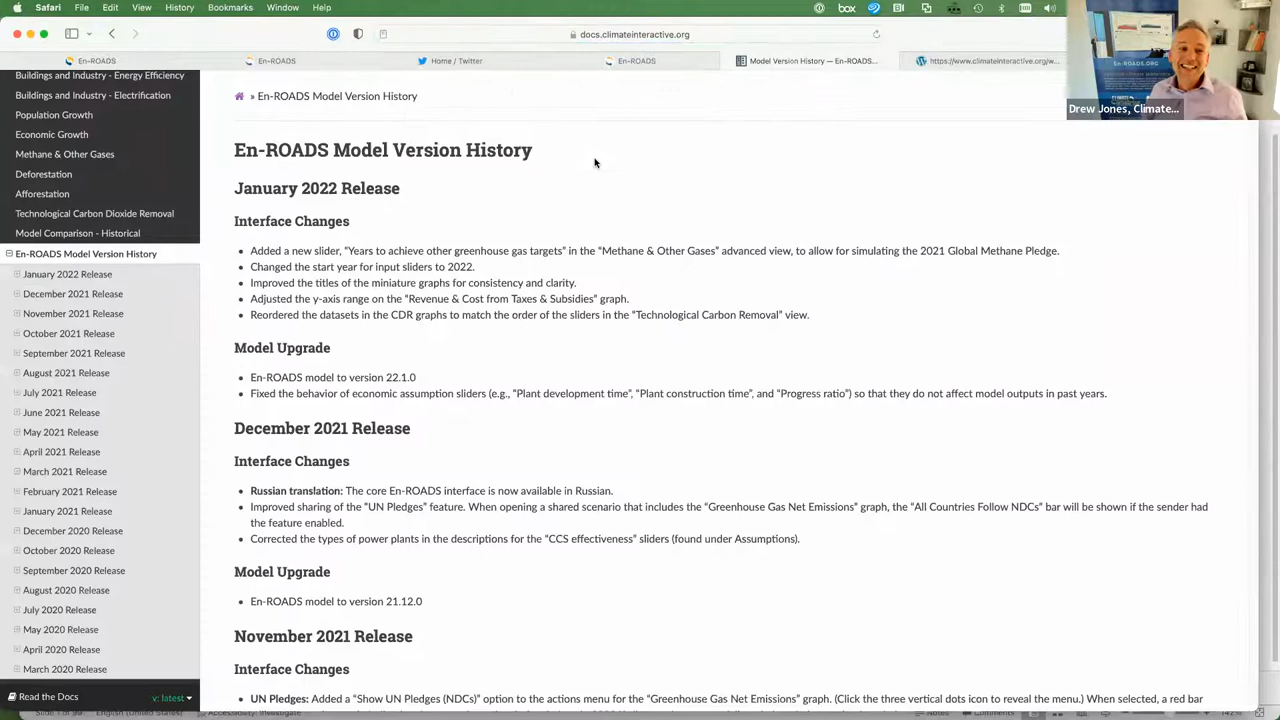 Safari File Edit View History
box
docs.climateinteractive.org
En-ROADS
En-ROADS
Home / Twitter
En-ROADS
Model Version History — En-ROADS...
https://www.climateinteractive.org/w...
EN-ROADS.ORG
Drew Jones, Climate...
Buildings and Industry - Energy Efficiency
Buildings and Industry - Electrification
Population Growth
Economic Growth
Methane & Other Gases
Deforestation
Afforestation
Technological Carbon Dioxide Removal
Model Comparison - Historical
En-ROADS Model Version History
January 2022 Release
December 2021 Release
November 2021 Release
October 2021 Release
September 2021 Release
August 2021 Release
July 2021 Release
June 2021 Release
May 2021 Release
April 2021 Release
March 2021 Release
February 2021 Release
January 2021 Release
December 2020 Release
October 2020 Release
September 2020 Release
August 2020 Release
July 2020 Release
May 2020 Release
April 2020 Release
March 2020 Release
Read the Docs
v: latest
» En-ROADS Model Version History
En-ROADS Model Version History
January 2022 Release
Interface Changes
• Added a new slider, “Years to achieve other greenhouse gas targets” in the “Methane & Other Gases” advanced view, to allow for simulating the 2021 Global Methane Pledge.
• Changed the start year for input sliders to 2022.
• Improved the titles of the miniature graphs for consistency and clarity.
• Adjusted the y-axis range on the “Revenue & Cost from Taxes & Subsidies” graph.
• Reordered the datasets in the CDR graphs to match the order of the sliders in the “Technological Carbon Removal” view.
Model Upgrade
• En-ROADS model to version 22.1.0
• Fixed the behavior of economic assumption sliders (e.g., “Plant development time”, “Plant construction time”, and “Progress ratio”) so that they do not affect model outputs in past years.
December 2021 Release
Interface Changes
• Russian translation: The core En-ROADS interface is now available in Russian.
• Improved sharing of the “UN Pledges” feature. When opening a shared scenario that includes the “Greenhouse Gas Net Emissions” graph, the “All Countries Follow NDCs” bar will be shown if the sender had
the feature enabled.
• Corrected the types of power plants in the descriptions for the “CCS effectiveness” sliders (found under Assumptions).
Model Upgrade
• En-ROADS model to version 21.12.0
November 2021 Release
Interface Changes
• UN Pledges: Added a “Show UN Pledges (NDCs)” option to the actions menu for the “Greenhouse Gas Net Emissions” graph. (Click the three vertical dots icon to reveal the menu.) When selected, a red bar